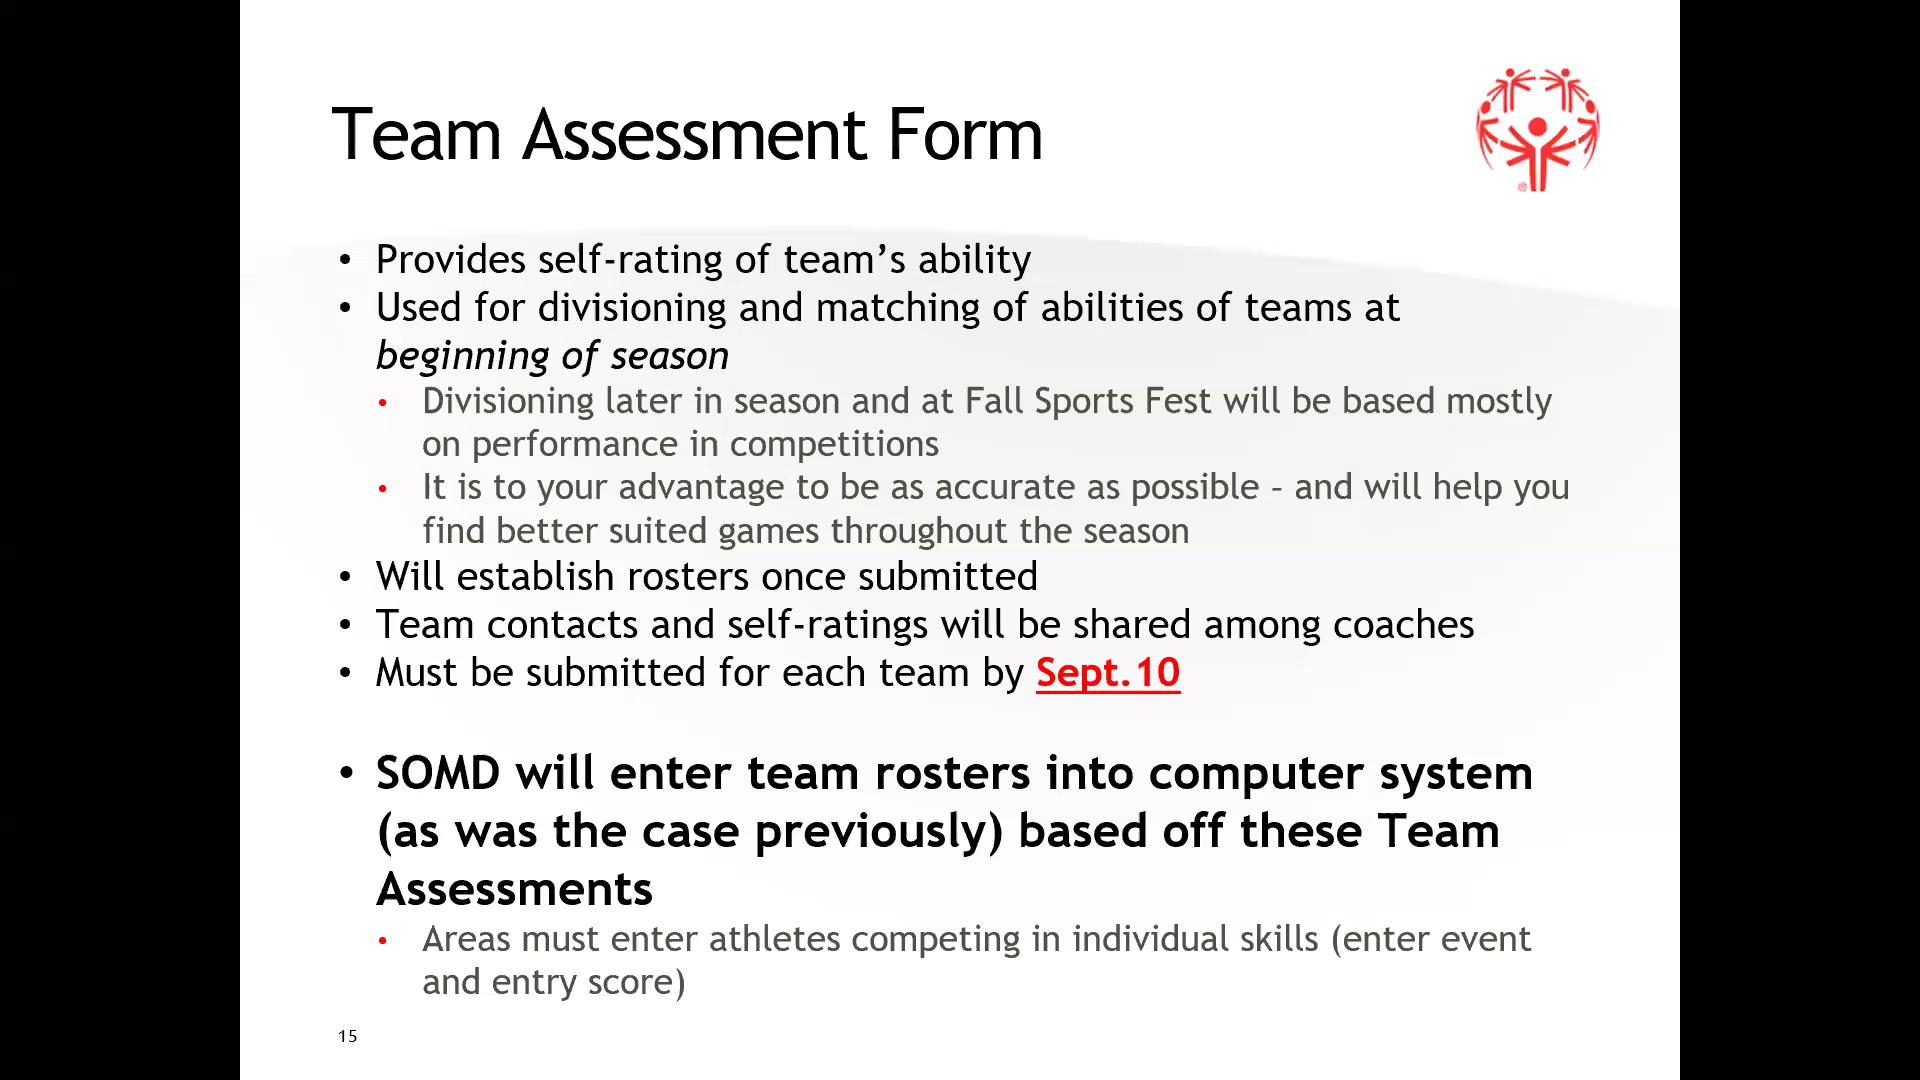 Team Assessment Form
• Provides self-rating of team’s ability
• Used for divisioning and matching of abilities of teams at
beginning of season
• Divisioning later in season and at Fall Sports Fest will be based mostly
on performance in competitions
• It is to your advantage to be as accurate as possible – and will help you
find better suited games throughout the season
• Will establish rosters once submitted
• Team contacts and self-ratings will be shared among coaches
• Must be submitted for each team by Sept.10
• SOMD will enter team rosters into computer system
(as was the case previously) based off these Team
Assessments
• Areas must enter athletes competing in individual skills (enter event
and entry score)
15
®